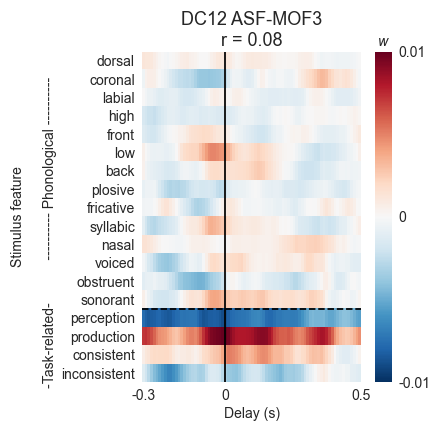 DC12 ASF-MOF3
r = 0.08
w
dorsal
coronal
labial
high
front
low
back
plosive
fricative
syllabic
nasal
voiced
obstruent
sonorant
perception
production
consistent
inconsistent
Stimulus feature
-Task-related- ----------- Phonological ----------
0.01
0
-0.01
-0.3 0 0.5
Delay (s)